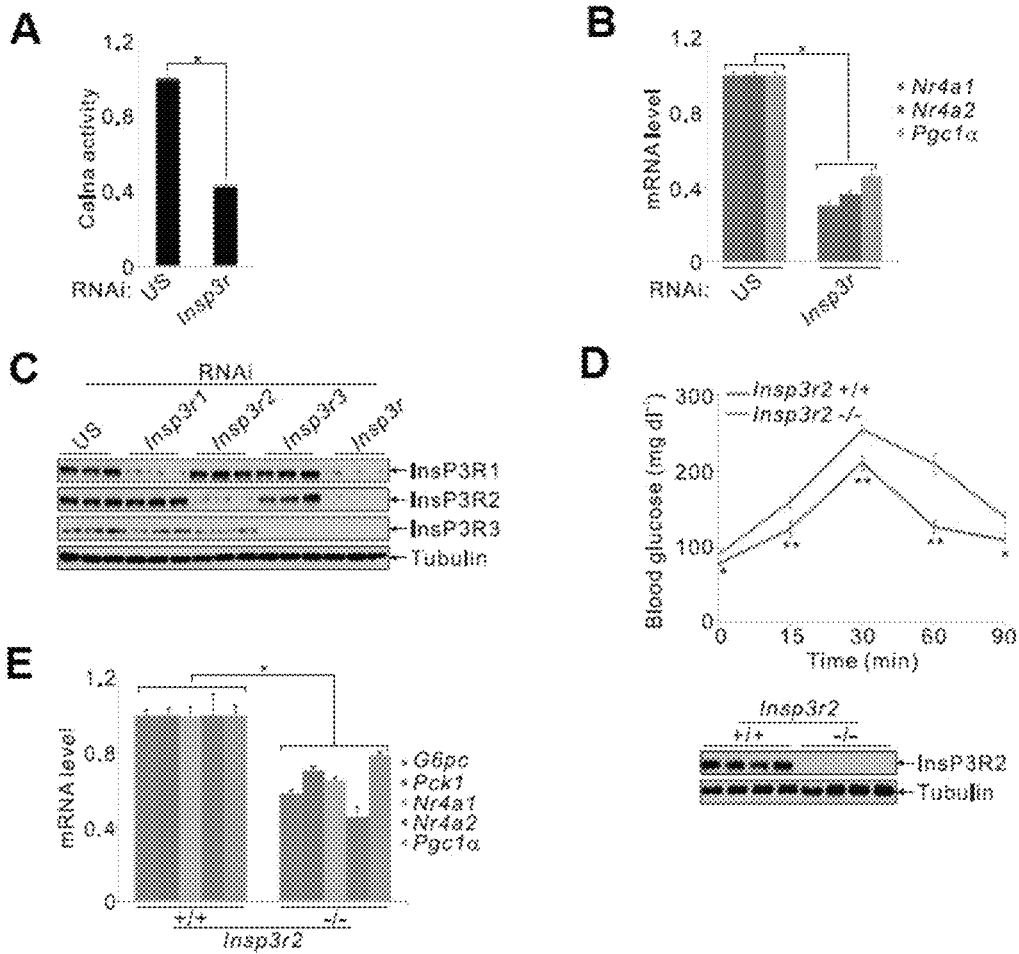 A
1.2
0.8
0.4
0
Calna activity
*
RNAi:
US
Insp3r
B
1.2
0.8
0.4
0
mRNA level
*
Nr4a1
Nr4a2
Pgc1α
RNAi:
US
Insp3r
C
RNAi
US
Insp3r1
Insp3r2
Insp3r3
Insp3r
InsP3R1
InsP3R2
InsP3R3
Tubulin
D
Insp3r2 +/+
Insp3r2 -/-
300
200
100
0
Blood glucose (mg dl⁻¹)
*
**
**
**
*
0 15 30 60 90
Time (min)
Insp3r2
+/+ -/-
InsP3R2
Tubulin
E
1.2
0.8
0.4
0
mRNA level
*
G6pc
Pck1
Nr4a1
Nr4a2
Pgc1α
+/+ -/-
Insp3r2